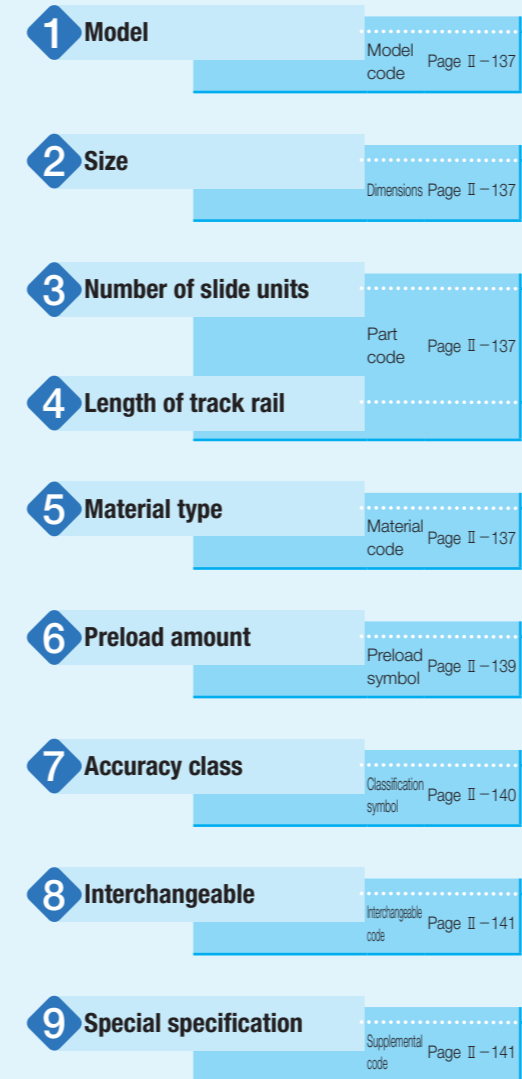 1 Model
Model
code Page Ⅱ－137
2 Size
Dimensions Page Ⅱ－137
3 Number of slide units
Part
code Page Ⅱ－137
4 Length of track rail
5 Material type
Material
code Page Ⅱ－137
6 Preload amount
Preload
symbol Page Ⅱ－139
7 Accuracy class
Classification
symbol Page Ⅱ－140
8 Interchangeable
Interchangeable
code Page Ⅱ－141
9 Special specification
Supplemental
code Page Ⅱ－141